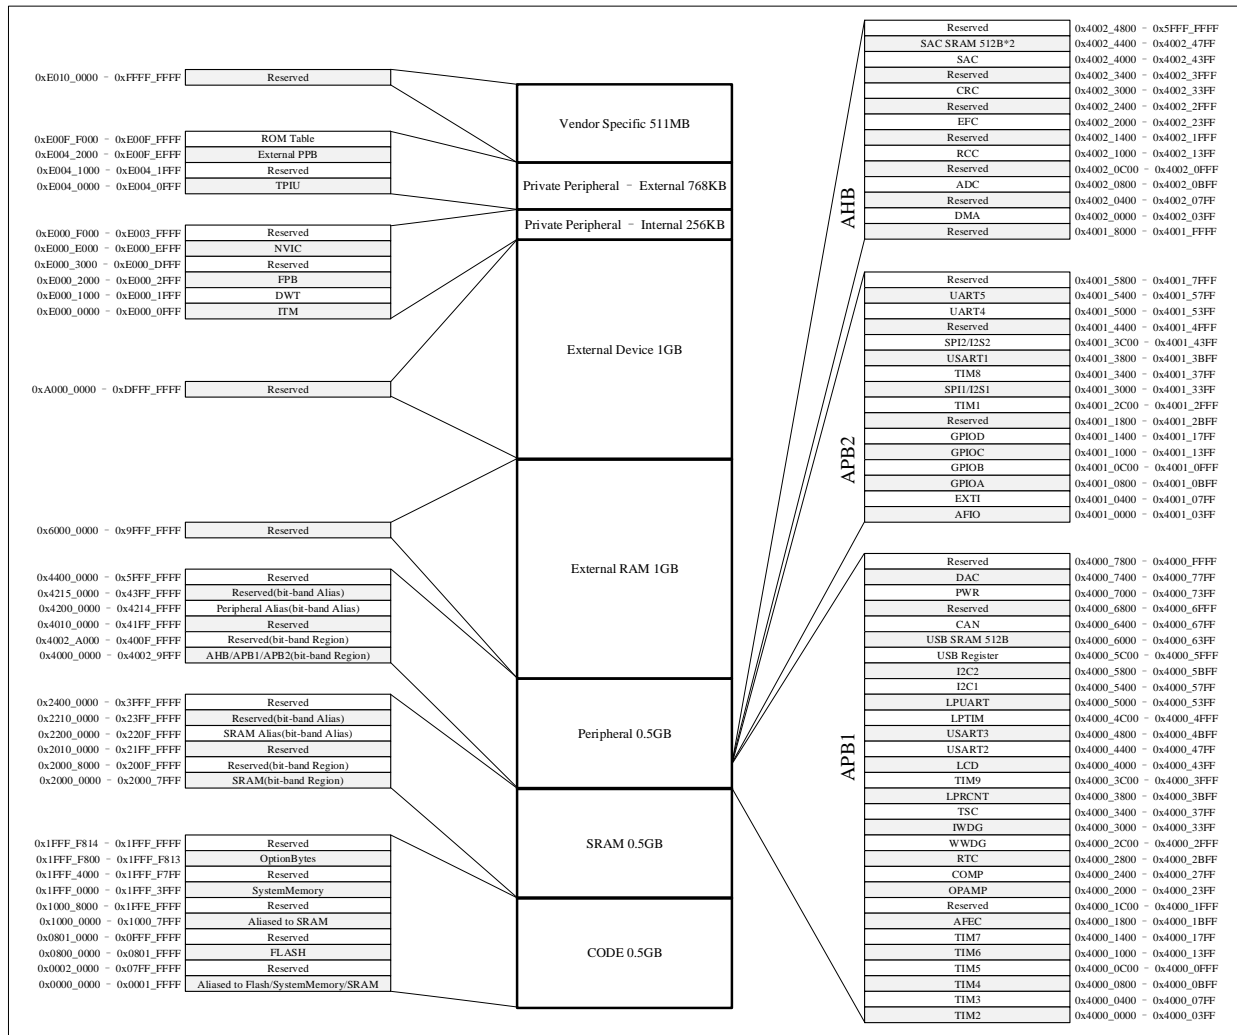 0xE010_0000 - 0xFFFF_FFFF Reserved
0xE00F_F000 - 0xE00F_FFFF ROM Table
0xE004_2000 - 0xE00F_EFFF External PPB
0xE004_1000 - 0xE004_1FFF Reserved
0xE004_0000 - 0xE004_0FFF TPIU
0xE000_F000 - 0xE003_FFFF Reserved
0xE000_E000 - 0xE000_EFFF NVIC
0xE000_3000 - 0xE000_DFFF Reserved
0xE000_2000 - 0xE000_2FFF FPB
0xE000_1000 - 0xE000_1FFF DWT
0xE000_0000 - 0xE000_0FFF ITM
0xA000_0000 - 0xDFFF_FFFF Reserved
0x6000_0000 - 0x9FFF_FFFF Reserved
0x4400_0000 - 0x5FFF_FFFF Reserved
0x4215_0000 - 0x43FF_FFFF Reserved(bit-band Alias)
0x4200_0000 - 0x4214_FFFF Peripheral Alias(bit-band Alias)
0x4010_0000 - 0x41FF_FFFF Reserved
0x4002_A000 - 0x400F_FFFF Reserved(bit-band Region)
0x4000_0000 - 0x4002_9FFF AHB/APB1/APB2(bit-band Region)
0x2400_0000 - 0x3FFF_FFFF Reserved
0x2210_0000 - 0x23FF_FFFF Reserved(bit-band Alias)
0x2200_0000 - 0x220F_FFFF SRAM Alias(bit-band Alias)
0x2010_0000 - 0x21FF_FFFF Reserved
0x2000_8000 - 0x200F_FFFF Reserved(bit-band Region)
0x2000_0000 - 0x2000_7FFF SRAM(bit-band Region)
0x1FFF_F814 - 0x1FFF_FFFF Reserved
0x1FFF_F800 - 0x1FFF_F813 OptionBytes
0x1FFF_4000 - 0x1FFF_F7FF Reserved
0x1FFF_0000 - 0x1FFF_3FFF SystemMemory
0x1000_8000 - 0x1FFE_FFFF Reserved
0x1000_0000 - 0x1000_7FFF Aliased to SRAM
0x0801_0000 - 0x0FFF_FFFF Reserved
0x0800_0000 - 0x0801_FFFF FLASH
0x0002_0000 - 0x07FF_FFFF Reserved
0x0000_0000 - 0x0001_FFFF Aliased to Flash/SystemMemory/SRAM
Vendor Specific 511MB
Private Peripheral - External 768KB
Private Peripheral - Internal 256KB
External Device 1GB
External RAM 1GB
Peripheral 0.5GB
SRAM 0.5GB
CODE 0.5GB
AHB
Reserved 0x4002_4800 - 0x5FFF_FFFF
SAC SRAM 512B*2 0x4002_4400 - 0x4002_47FF
SAC 0x4002_4000 - 0x4002_43FF
Reserved 0x4002_3400 - 0x4002_3FFF
CRC 0x4002_3000 - 0x4002_33FF
Reserved 0x4002_2400 - 0x4002_2FFF
EFC 0x4002_2000 - 0x4002_23FF
Reserved 0x4002_1400 - 0x4002_1FFF
RCC 0x4002_1000 - 0x4002_13FF
Reserved 0x4002_0C00 - 0x4002_0FFF
ADC 0x4002_0800 - 0x4002_0BFF
Reserved 0x4002_0400 - 0x4002_07FF
DMA 0x4002_0000 - 0x4002_03FF
Reserved 0x4001_8000 - 0x4001_FFFF
APB2
Reserved 0x4001_5800 - 0x4001_7FFF
UART5 0x4001_5400 - 0x4001_57FF
UART4 0x4001_5000 - 0x4001_53FF
Reserved 0x4001_4400 - 0x4001_4FFF
SPI2/I2S2 0x4001_3C00 - 0x4001_43FF
USART1 0x4001_3800 - 0x4001_3BFF
TIM8 0x4001_3400 - 0x4001_37FF
SPI1/I2S1 0x4001_3000 - 0x4001_33FF
TIM1 0x4001_2C00 - 0x4001_2FFF
Reserved 0x4001_1800 - 0x4001_2BFF
GPIOD 0x4001_1400 - 0x4001_17FF
GPIOC 0x4001_1000 - 0x4001_13FF
GPIOB 0x4001_0C00 - 0x4001_0FFF
GPIOA 0x4001_0800 - 0x4001_0BFF
EXTI 0x4001_0400 - 0x4001_07FF
AFIO 0x4001_0000 - 0x4001_03FF
APB1
Reserved 0x4000_7800 - 0x4000_FFFF
DAC 0x4000_7400 - 0x4000_77FF
PWR 0x4000_7000 - 0x4000_73FF
Reserved 0x4000_6800 - 0x4000_6FFF
CAN 0x4000_6400 - 0x4000_67FF
USB SRAM 512B 0x4000_6000 - 0x4000_63FF
USB Register 0x4000_5C00 - 0x4000_5FFF
I2C2 0x4000_5800 - 0x4000_5BFF
I2C1 0x4000_5400 - 0x4000_57FF
LPUART 0x4000_5000 - 0x4000_53FF
LPTIM 0x4000_4C00 - 0x4000_4FFF
USART3 0x4000_4800 - 0x4000_4BFF
USART2 0x4000_4400 - 0x4000_47FF
LCD 0x4000_4000 - 0x4000_43FF
TIM9 0x4000_3C00 - 0x4000_3FFF
LPRCNT 0x4000_3800 - 0x4000_3BFF
TSC 0x4000_3400 - 0x4000_37FF
IWDG 0x4000_3000 - 0x4000_33FF
WWDG 0x4000_2C00 - 0x4000_2FFF
RTC 0x4000_2800 - 0x4000_2BFF
COMP 0x4000_2400 - 0x4000_27FF
OPAMP 0x4000_2000 - 0x4000_23FF
Reserved 0x4000_1C00 - 0x4000_1FFF
AFEC 0x4000_1800 - 0x4000_1BFF
TIM7 0x4000_1400 - 0x4000_17FF
TIM6 0x4000_1000 - 0x4000_13FF
TIM5 0x4000_0C00 - 0x4000_0FFF
TIM4 0x4000_0800 - 0x4000_0BFF
TIM3 0x4000_0400 - 0x4000_07FF
TIM2 0x4000_0000 - 0x4000_03FF